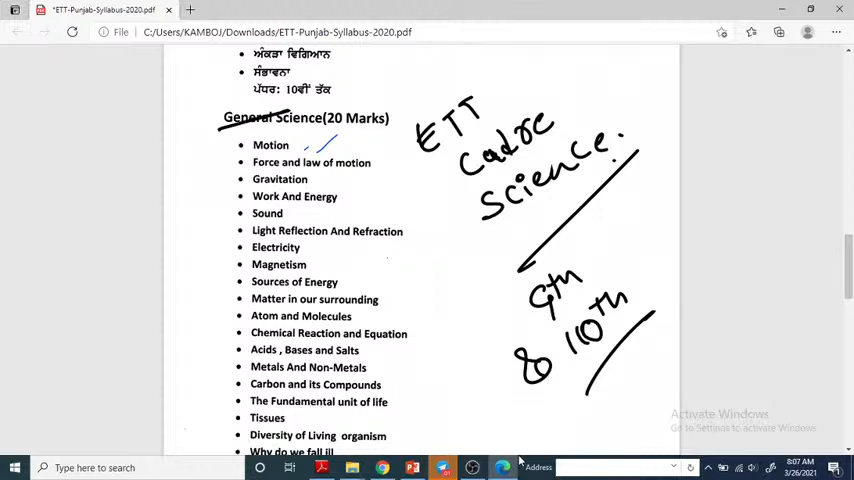 *ETT-Punjab-Syllabus-2020.pdf
File
C:/Users/KAMBOJ/Downloads/ETT-Punjab-Syllabus-2020.pdf
• ਅੰਕੜਾ ਵਿਗਿਆਨ
• ਸੰਭਾਵਨਾ
ਪੱਧਰ: 10ਵੀਂ ਤੱਕ
General Science(20 Marks)
• Motion
• Force and law of motion
• Gravitation
• Work And Energy
• Sound
• Light Reflection And Refraction
• Electricity
• Magnetism
• Sources of Energy
• Matter in our surrounding
• Atom and Molecules
• Chemical Reaction and Equation
• Acids, Bases and Salts
• Metals And Non-Metals
• Carbon and its Compounds
• The Fundamental unit of life
• Tissues
• Diversity of Living organism
• Why do we fall ill
ETT
Cadre
Science.
9th
& 10th
Activate Windows
Go to Settings to activate Windows
Type here to search
Address
8:07 AM
3/26/2021